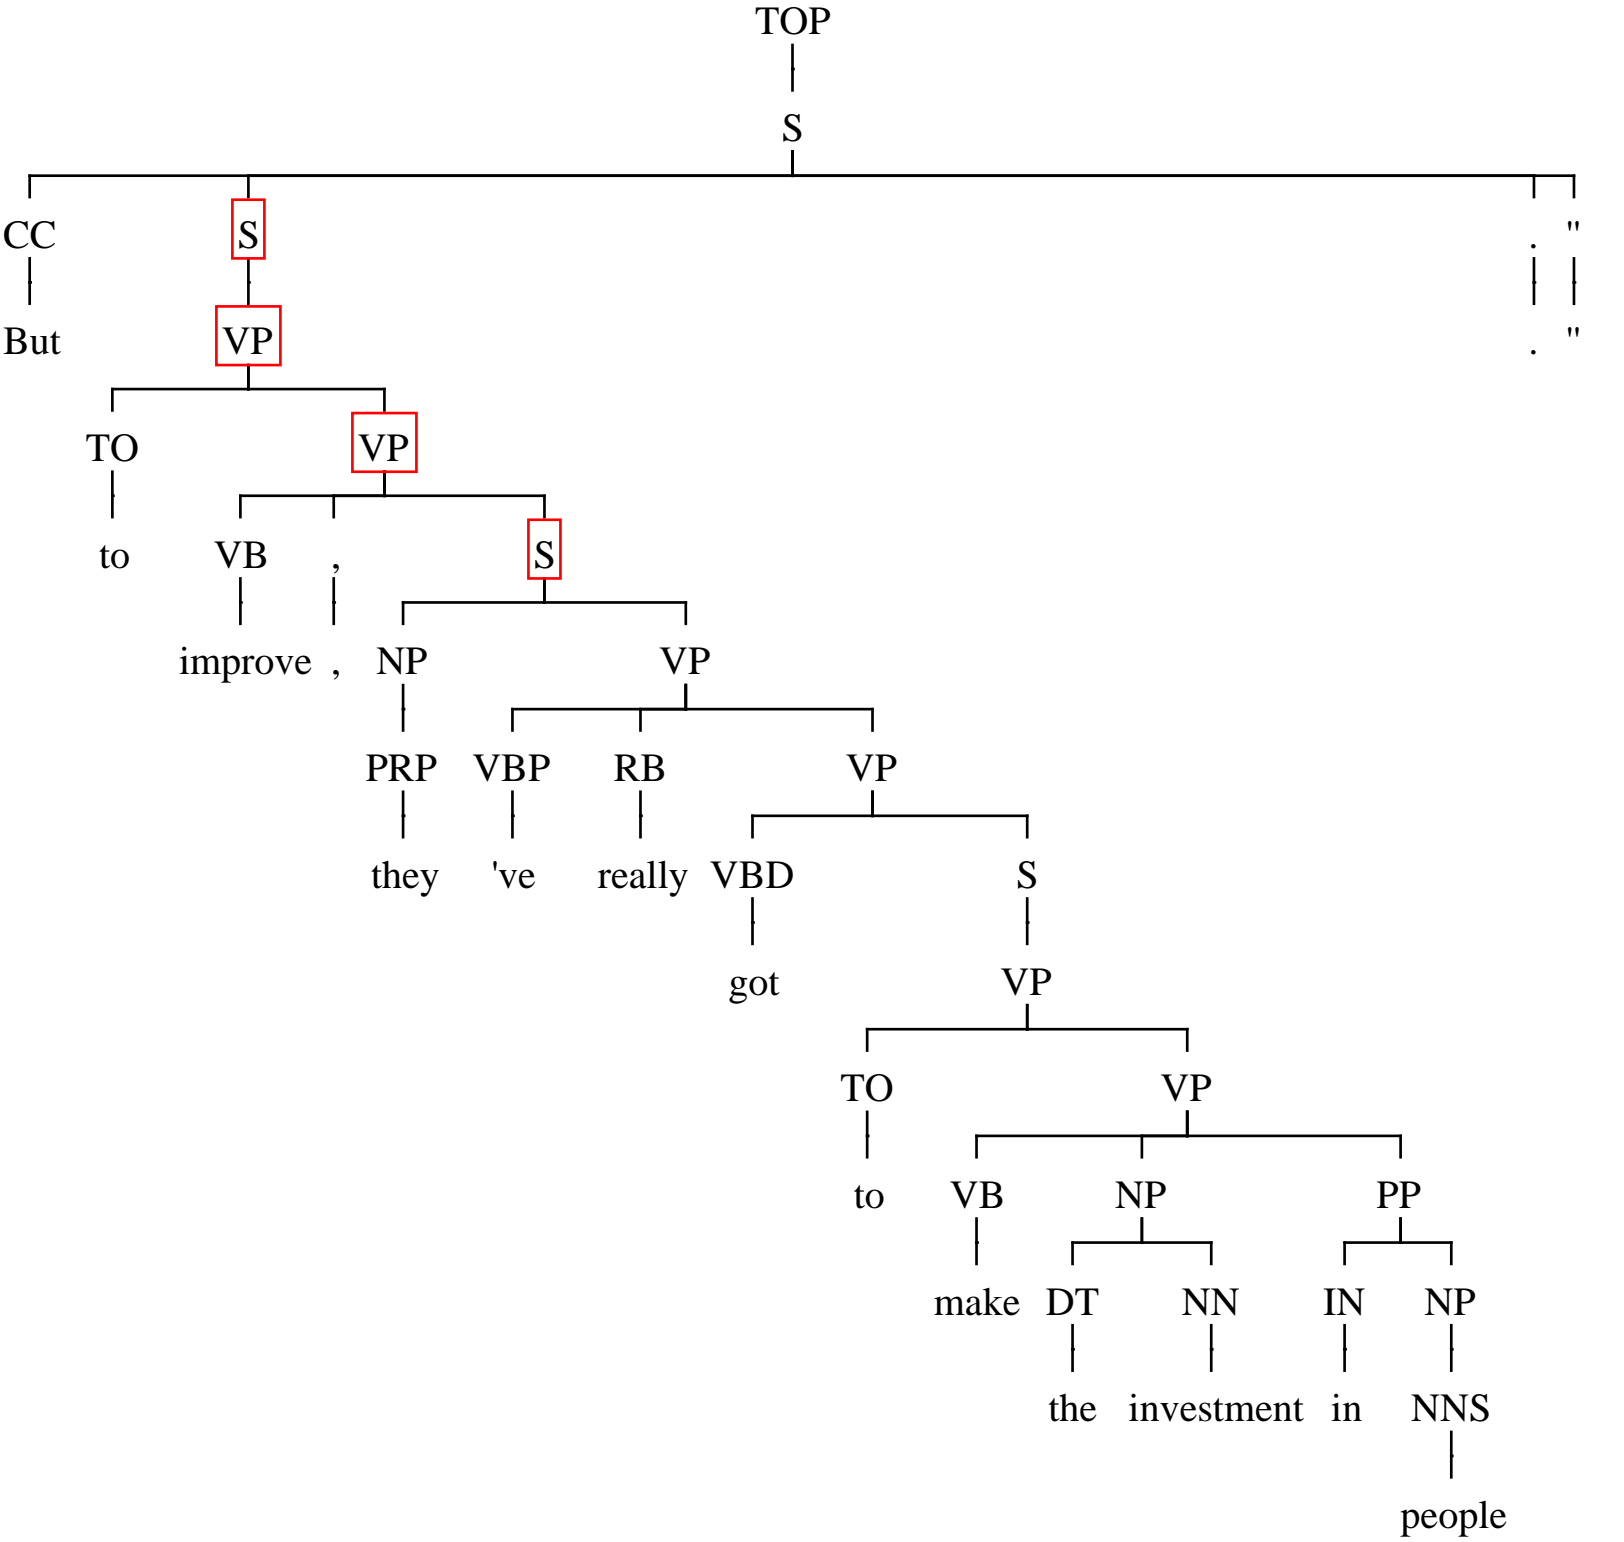 TOP
S
CC S . "
But VP . "
TO VP
to VB , S
improve , NP VP
PRP VBP RB VP
they 've really VBD S
got VP
TO VP
to VB NP PP
make DT NN IN NP
the investment in NNS
people